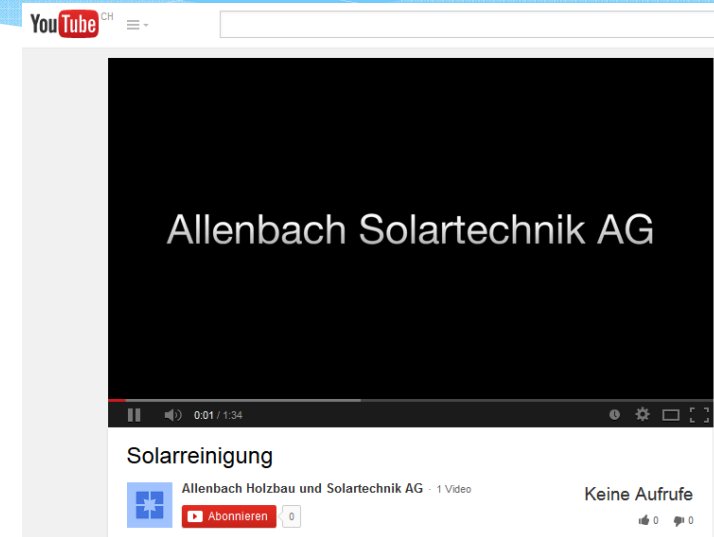 YouTube CH
Allenbach Solartechnik AG
0:01 / 1:34
Solarreinigung
Allenbach Holzbau und Solartechnik AG · 1 Video
Abonnieren 0
Keine Aufrufe
0 0